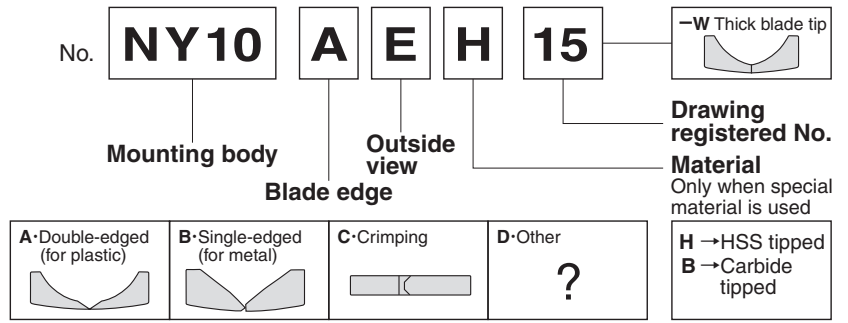 No. NY10 A E H 15
–W Thick blade tip
Mounting body
Blade edge
Outside
view
Drawing
registered No.
Material
Only when special
material is used
A·Double-edged
(for plastic)
B·Single-edged
(for metal)
C·Crimping
D·Other
?
H →HSS tipped
B →Carbide
tipped